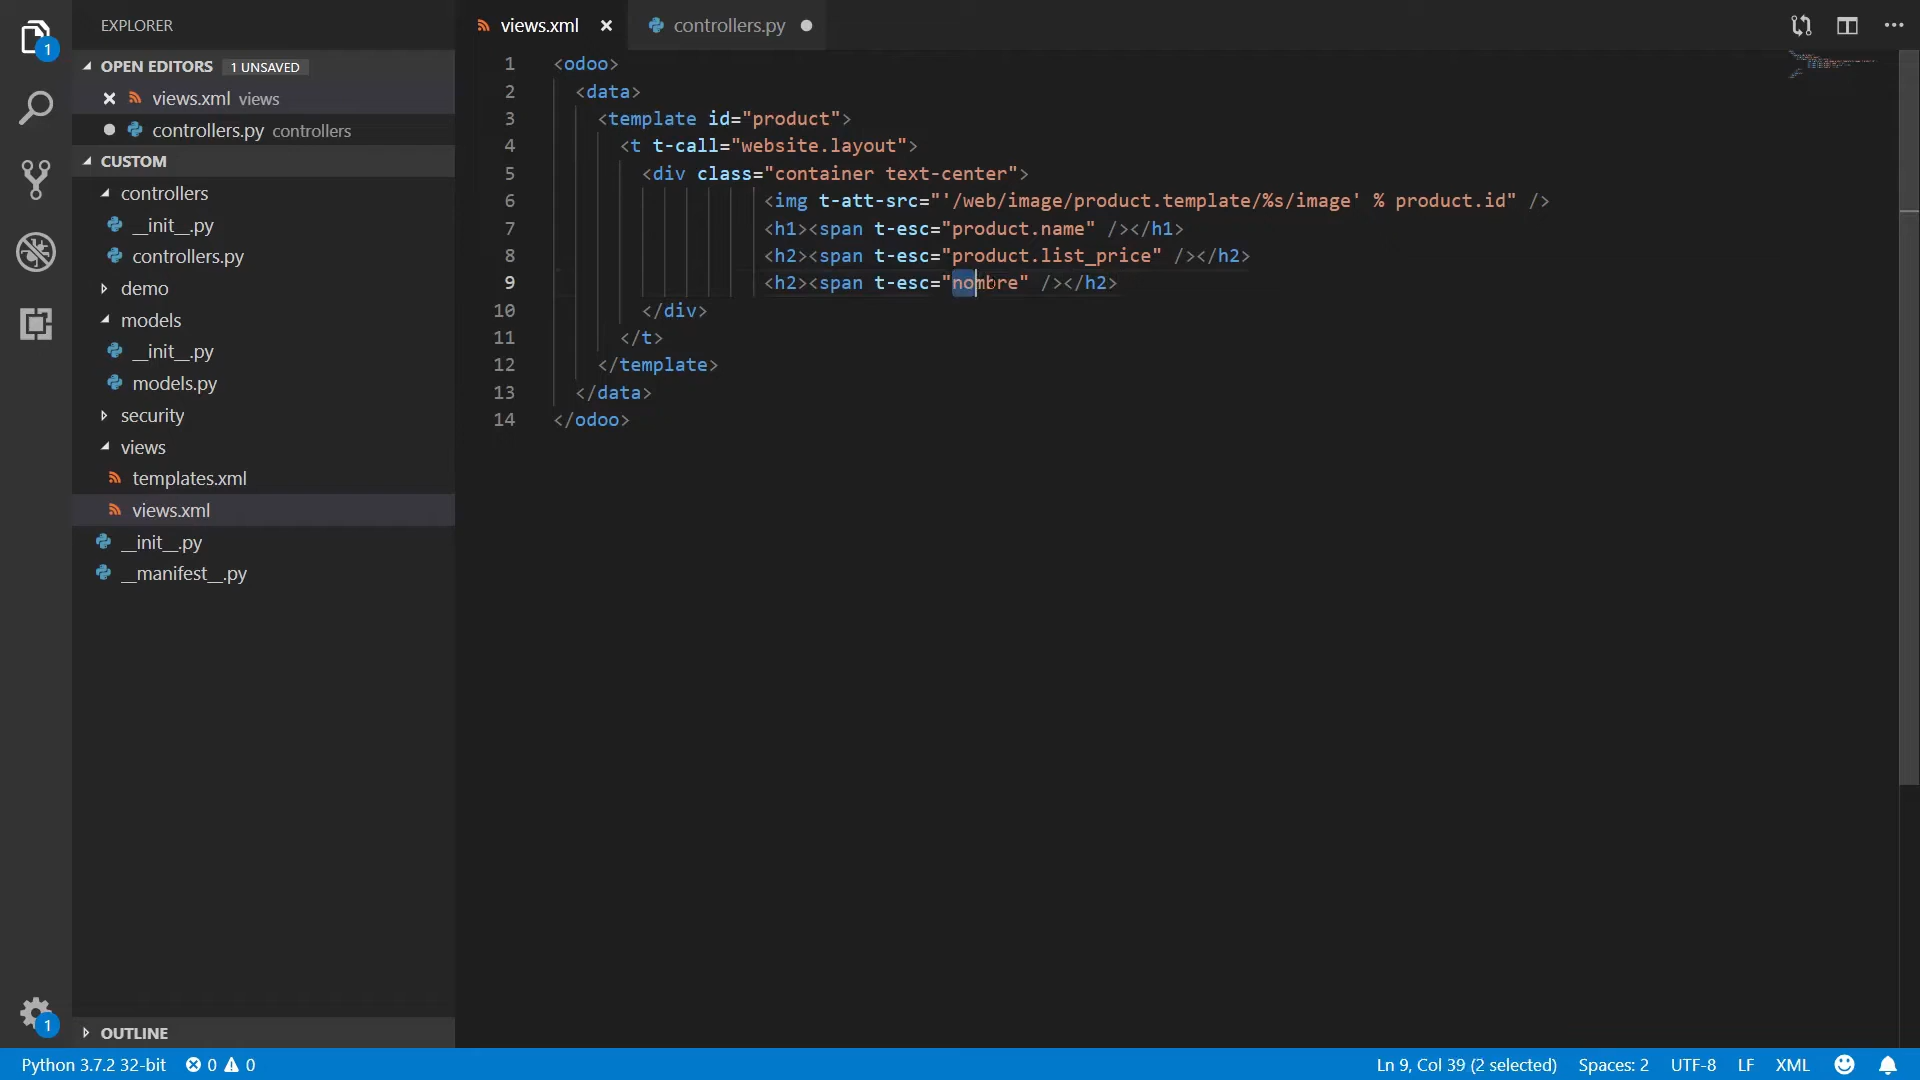 EXPLORER
OPEN EDITORS 1 UNSAVED
views.xml views
controllers.py controllers
CUSTOM
controllers
__init__.py
controllers.py
demo
models
__init__.py
models.py
security
views
templates.xml
views.xml
__init__.py
__manifest__.py
OUTLINE
1
1
views.xml
controllers.py
1 <odoo>
2 <data>
3 <template id="product">
4 <t t-call="website.layout">
5 <div class="container text-center">
6 <img t-att-src="'/web/image/product.template/%s/image' % product.id" />
7 <h1><span t-esc="product.name" /></h1>
8 <h2><span t-esc="product.list_price" /></h2>
9 <h2><span t-esc="nombre" /></h2>
10 </div>
11 </t>
12 </template>
13 </data>
14 </odoo>
Python 3.7.2 32-bit 0 0 Ln 9, Col 39 (2 selected) Spaces: 2 UTF-8 LF XML